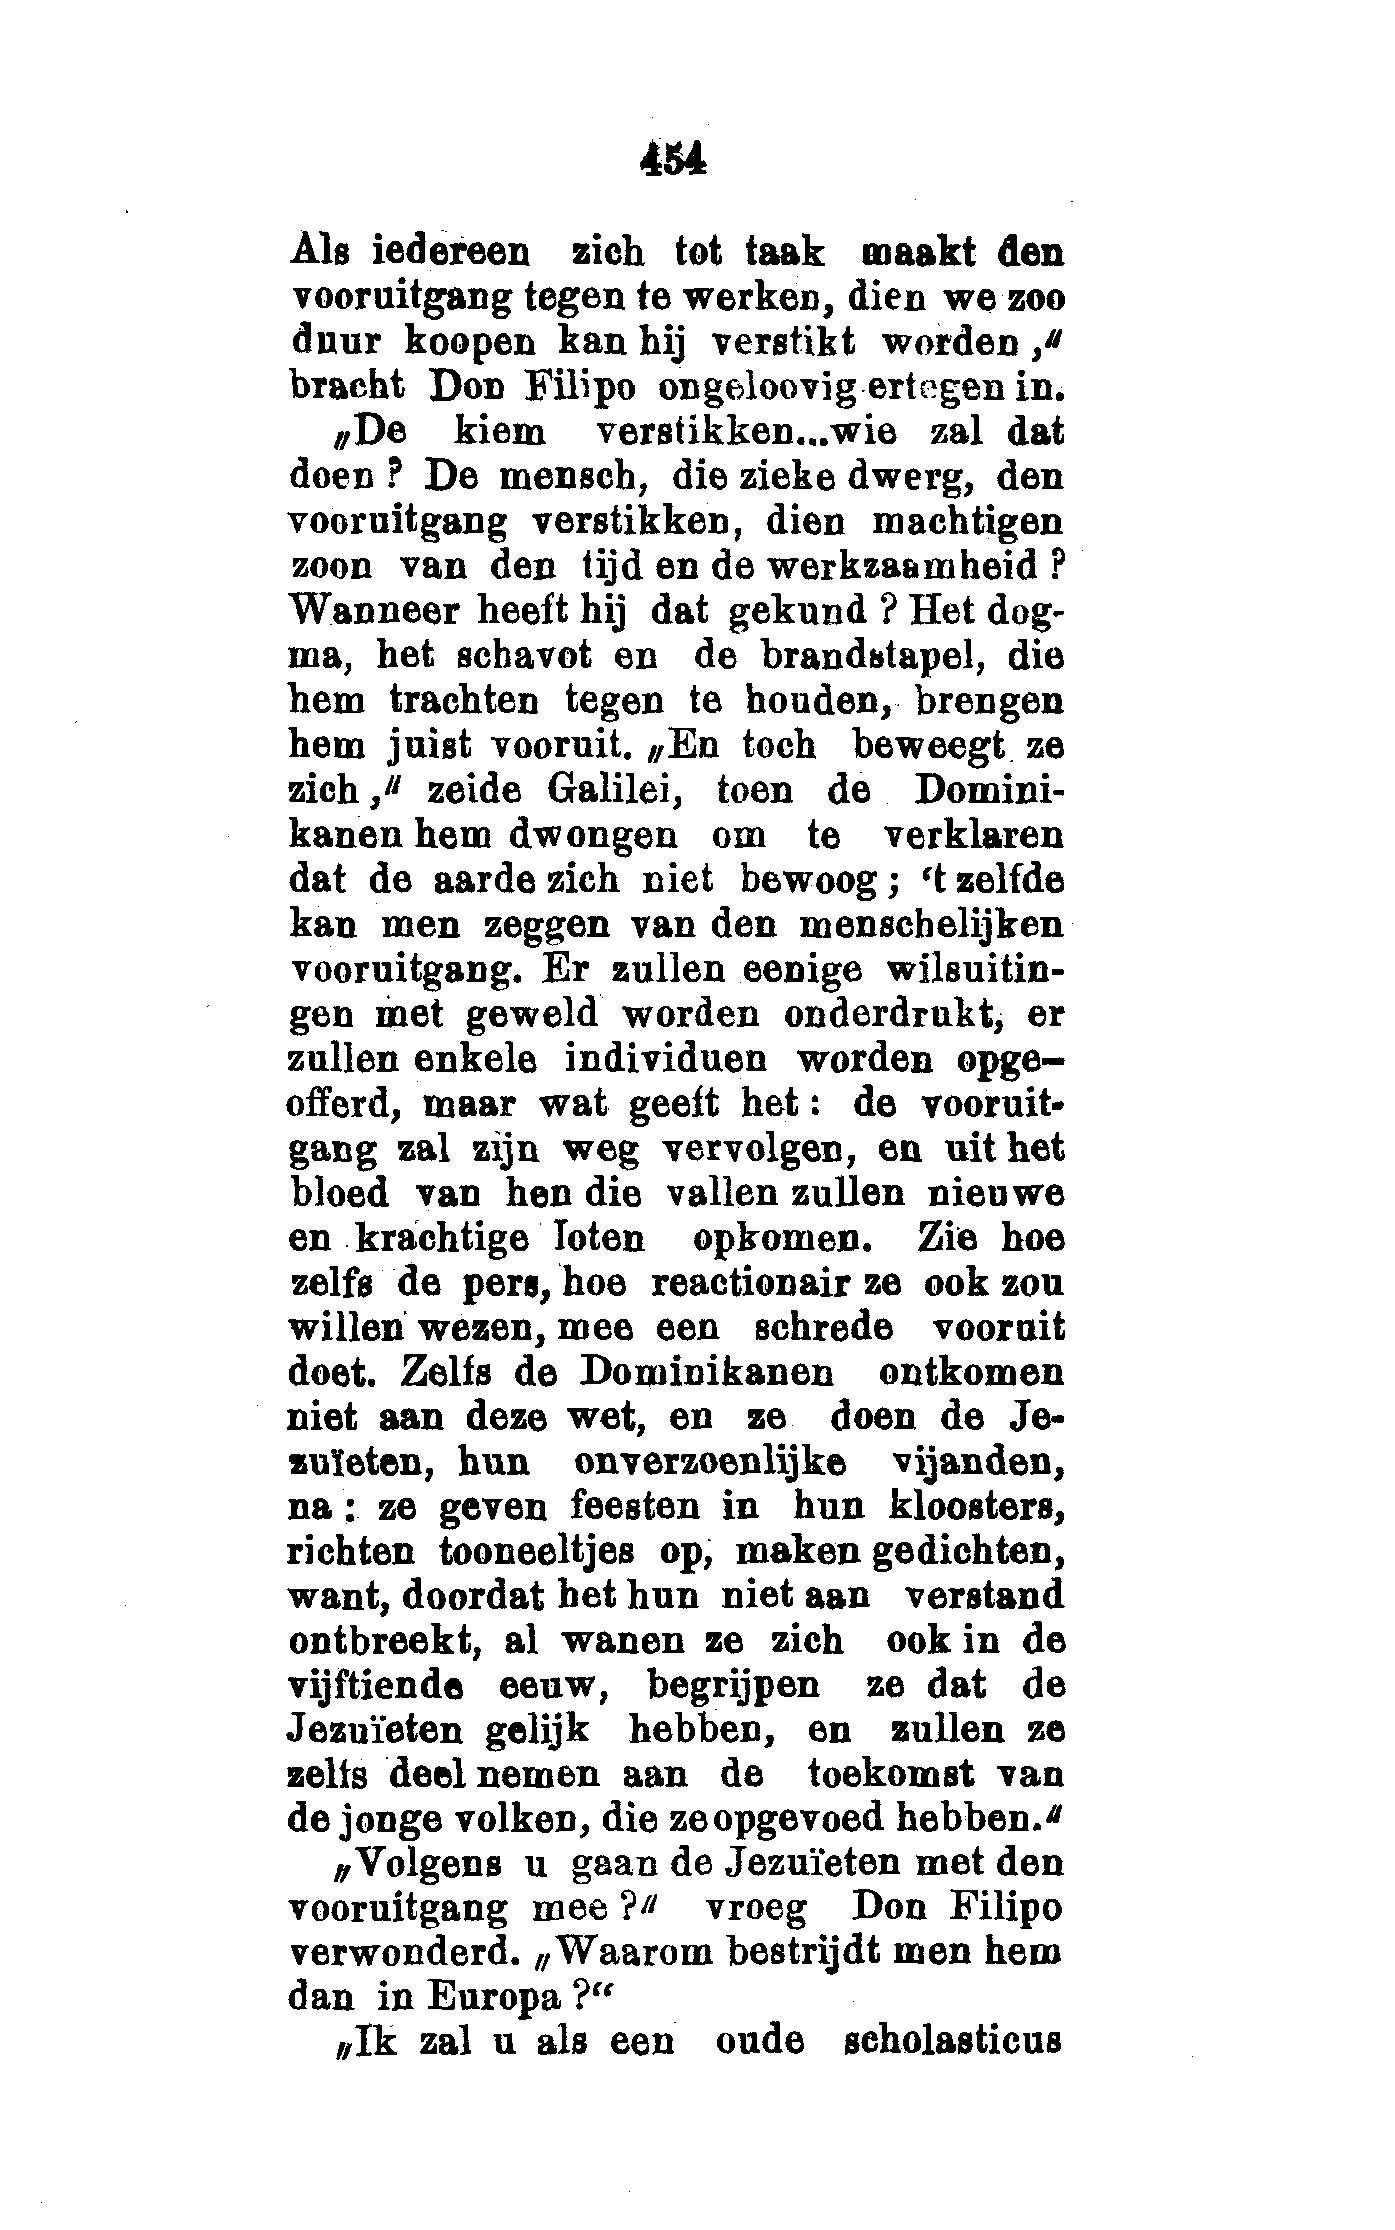 454
Als iedereen zich tot taak maakt den
vooruitgang tegen te werken, dien we zoo
duur koopen kan hij verstikt worden ,"
bracht Don Filipo ongeloovig ertegen in.
„De kiem verstikken...wie zal dat
doen ? De mensch, die zieke dwerg, den
vooruitgang verstikken, dien machtigen
zoon van den tijd en de werkzaamheid ?
Wanneer heeft hij dat gekund ? Het dog-
ma, het schavot en de brandstapel, die
hem trachten tegen te houden, brengen
hem juist vooruit. „En toch beweegt ze
zich ," zeide Galilei, toen de Domini-
kanen hem dwongen om te verklaren
dat de aarde zich niet bewoog ; ‘t zelfde
kan men zeggen van den menschelijken
vooruitgang. Er zullen eenige wilsuitin-
gen met geweld worden onderdrukt, er
zullen enkele individuen worden opge-
offerd, maar wat geeft het : de vooruit-
gang zal zijn weg vervolgen, en uit het
bloed van hen die vallen zullen nieuwe
en krachtige loten opkomen. Zie hoe
zelfs de pers, hoe reactionair ze ook zou
willen wezen, mee een schrede vooruit
doet. Zelfs de Dominikanen ontkomen
niet aan deze wet, en ze doen de Je-
zuïeten, hun onverzoenlijke vijanden,
na : ze geven feesten in hun kloosters,
richten tooneeltjes op, maken gedichten,
want, doordat het hun niet aan verstand
ontbreekt, al wanen ze zich ook in de
vijftiende eeuw, begrijpen ze dat de
Jezuïeten gelijk hebben, en zullen ze
zelfs deel nemen aan de toekomst van
de jonge volken, die ze opgevoed hebben."
„Volgens u gaan de Jezuïeten met den
vooruitgang mee ?" vroeg Don Filipo
verwonderd. „Waarom bestrijdt men hem
dan in Europa ?“
„Ik zal u als een oude scholasticus